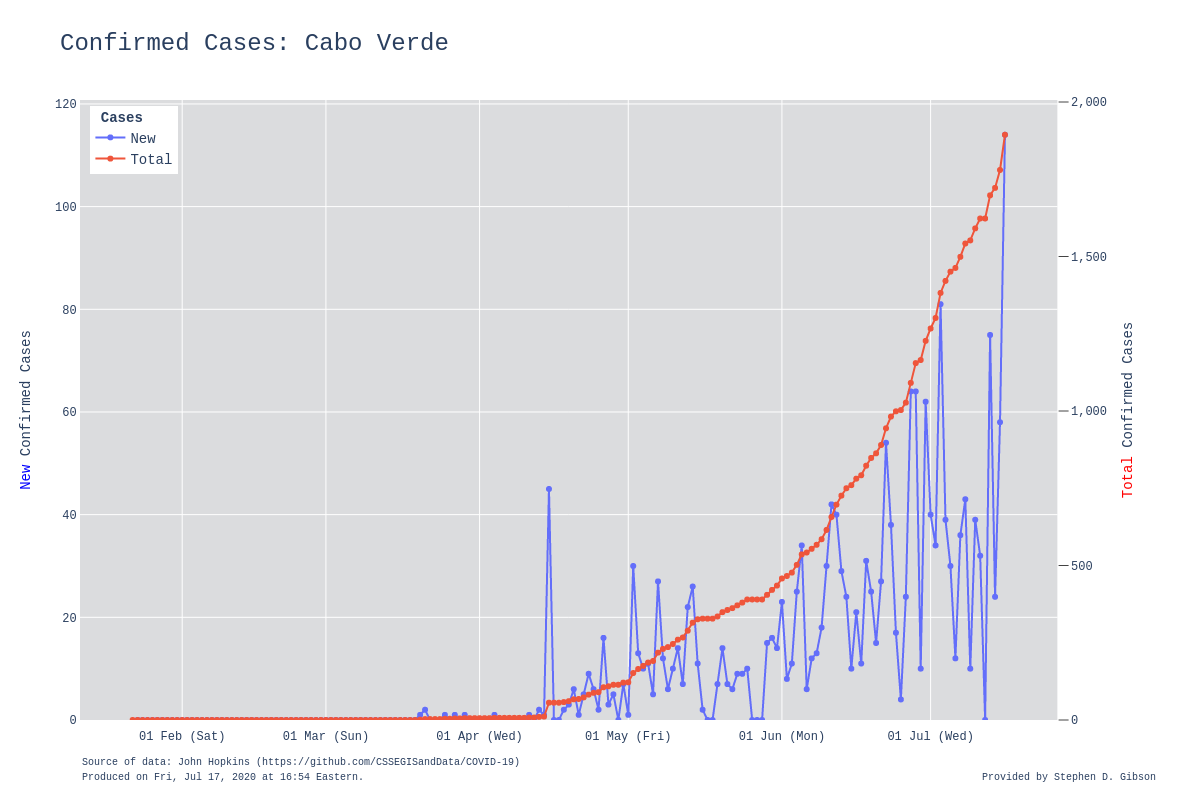 Confirmed Cases: Cabo Verde
Cases
New
Total
120
100
80
60
40
20
0
2,000
1,500
1,000
500
0
New Confirmed Cases
Total Confirmed Cases
01 Feb (Sat)
01 Mar (Sun)
01 Apr (Wed)
01 May (Fri)
01 Jun (Mon)
01 Jul (Wed)
Source of data: John Hopkins (https://github.com/CSSEGISandData/COVID-19)
Produced on Fri, Jul 17, 2020 at 16:54 Eastern.
Provided by Stephen D. Gibson